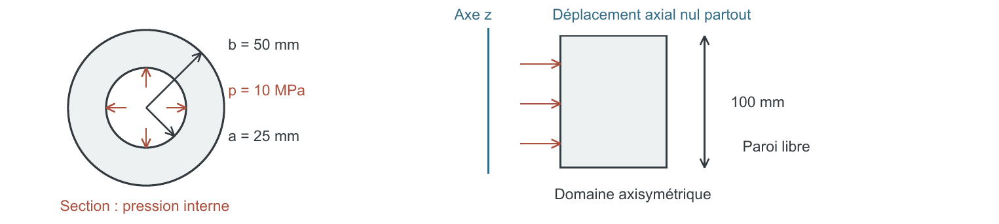 b = 50 mm
p = 10 MPa
a = 25 mm
Section : pression interne
Axe z
Déplacement axial nul partout
100 mm
Paroi libre
Domaine axisymétrique